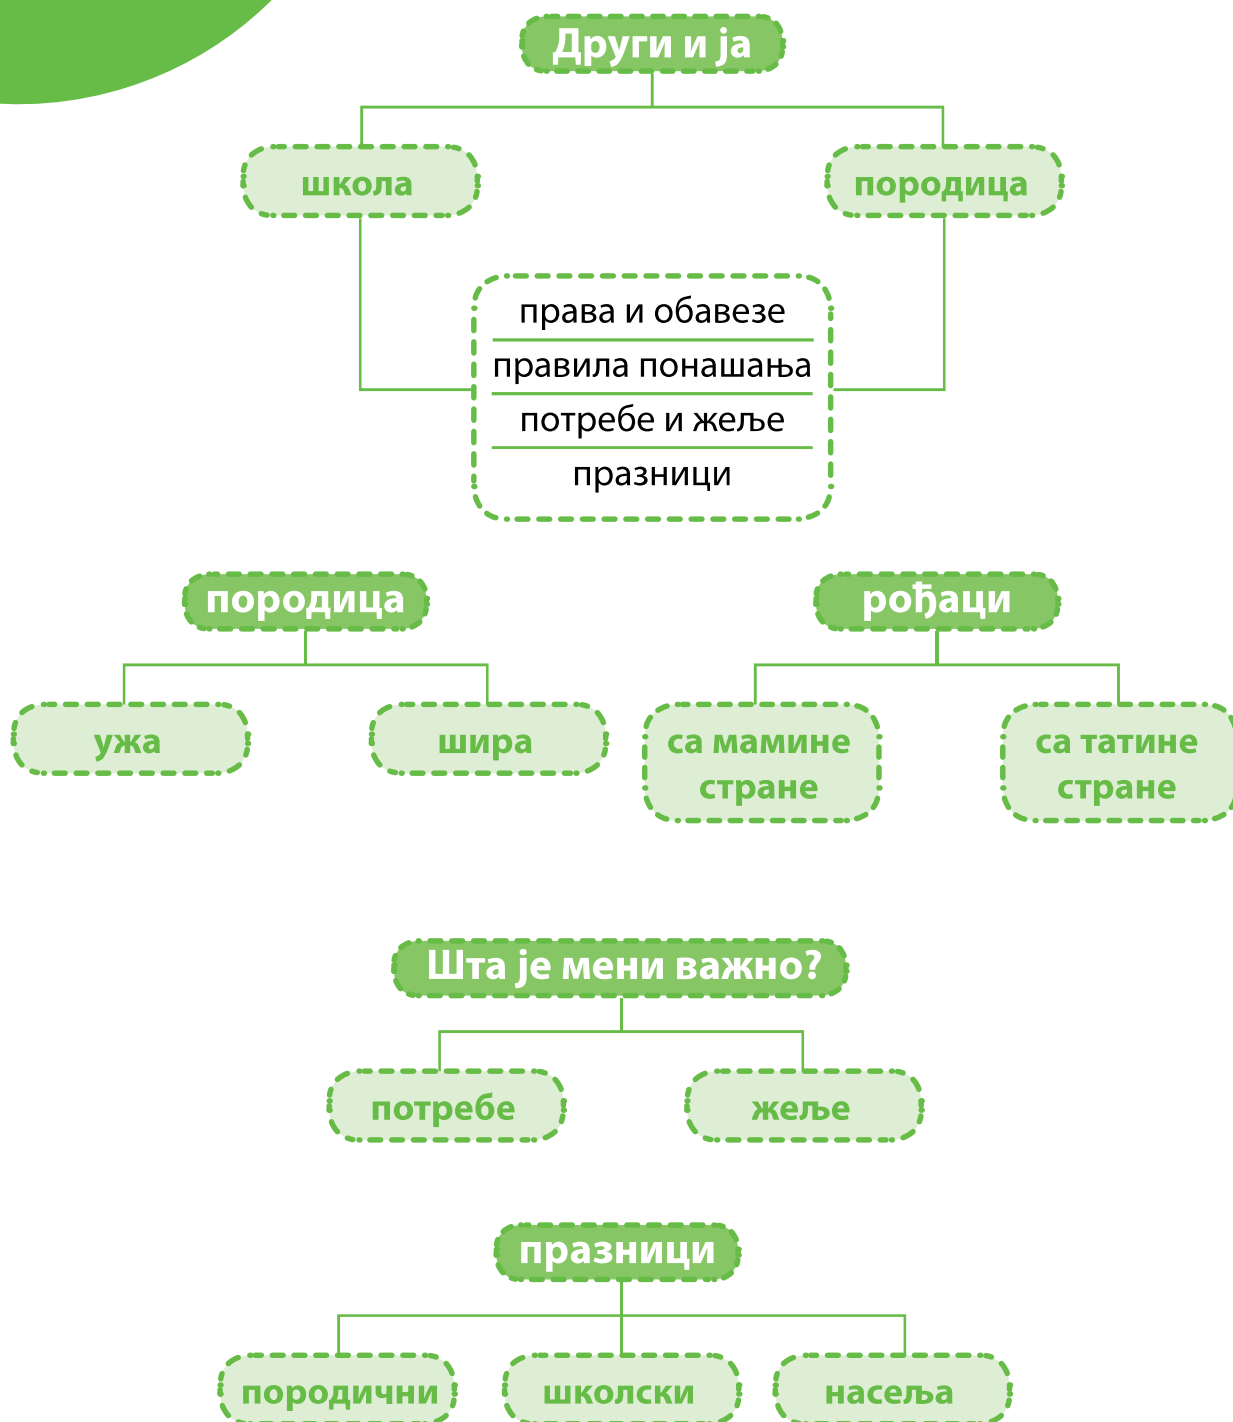 Други и ја
школа
породица
права и обавезе
правила понашања
потребе и жеље
празници
породица
рођаци
ужа
шира
са мамине
стране
са татине
стране
Шта је мени важно?
потребе
жеље
празници
породични
школски
насеља